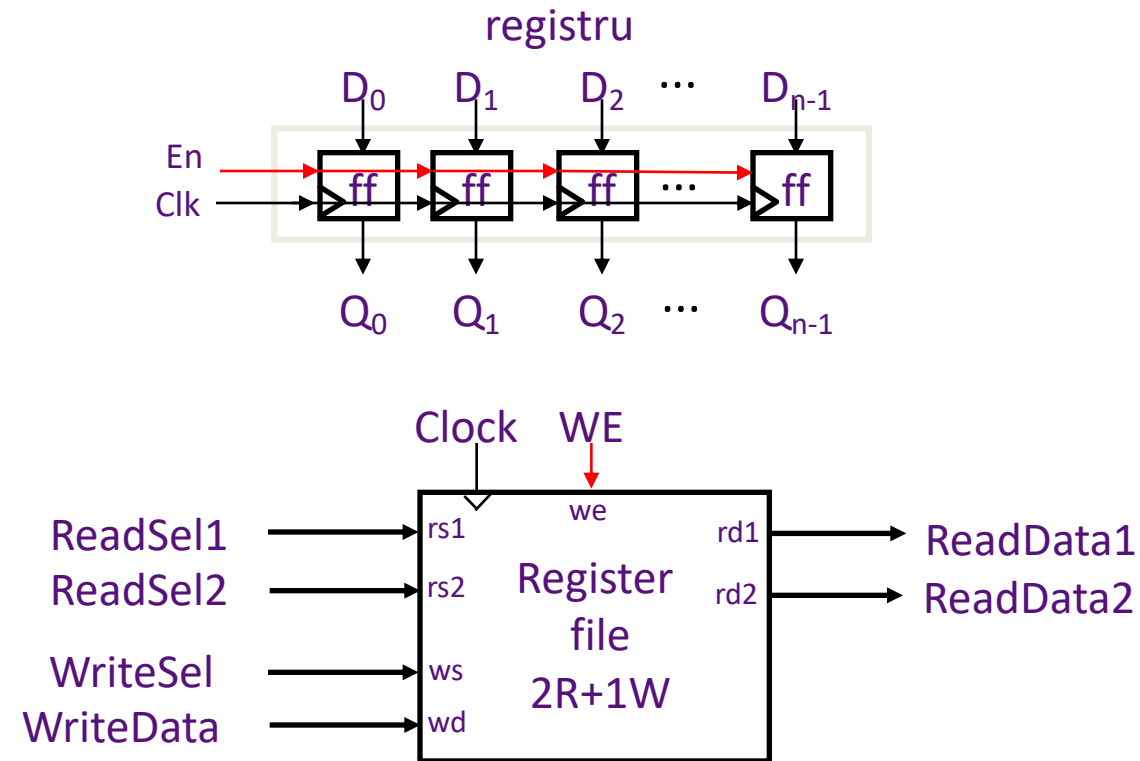 registru
D0 D1 D2 ... Dn-1
En
ff ff ff ... ff
Clk
Q0 Q1 Q2 ... Qn-1
Clock WE
we
ReadSel1 rs1 rd1 ReadData1
ReadSel2 rs2 Register rd2 ReadData2
file
WriteSel ws 2R+1W
WriteData wd